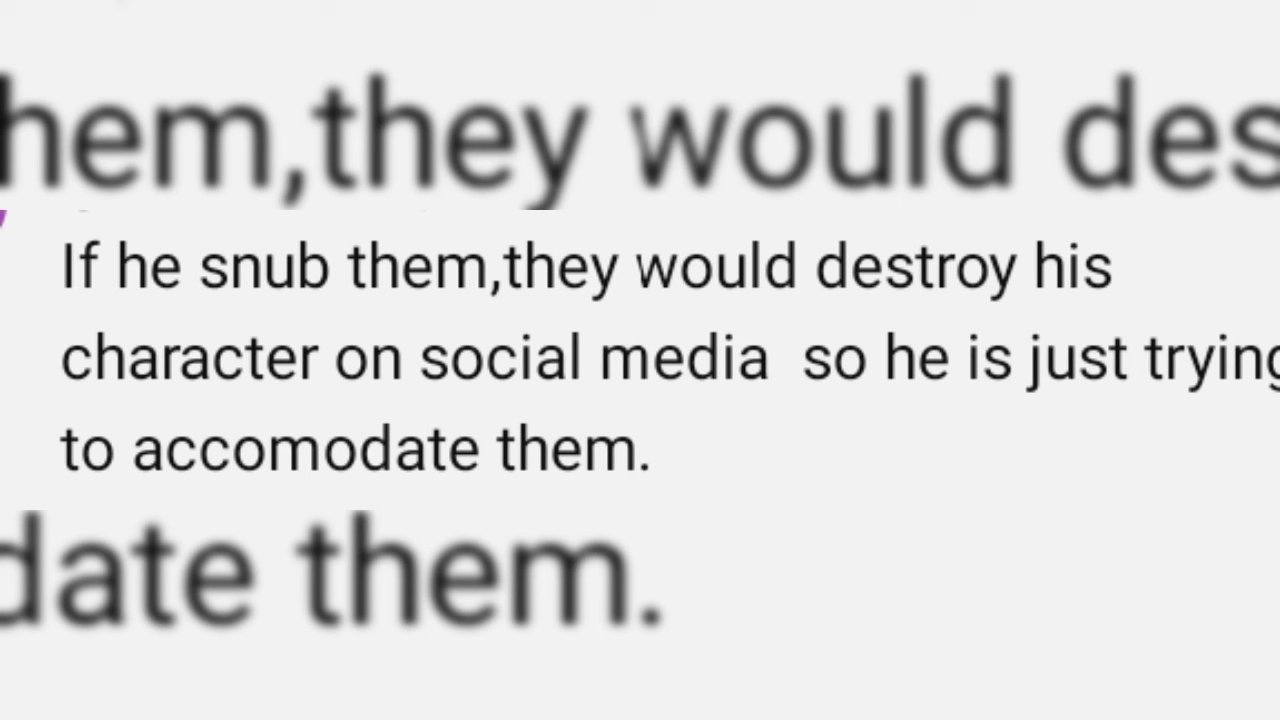 hem,they would des
If he snub them,they would destroy his
character on social media  so he is just trying
to accomodate them.
date them.